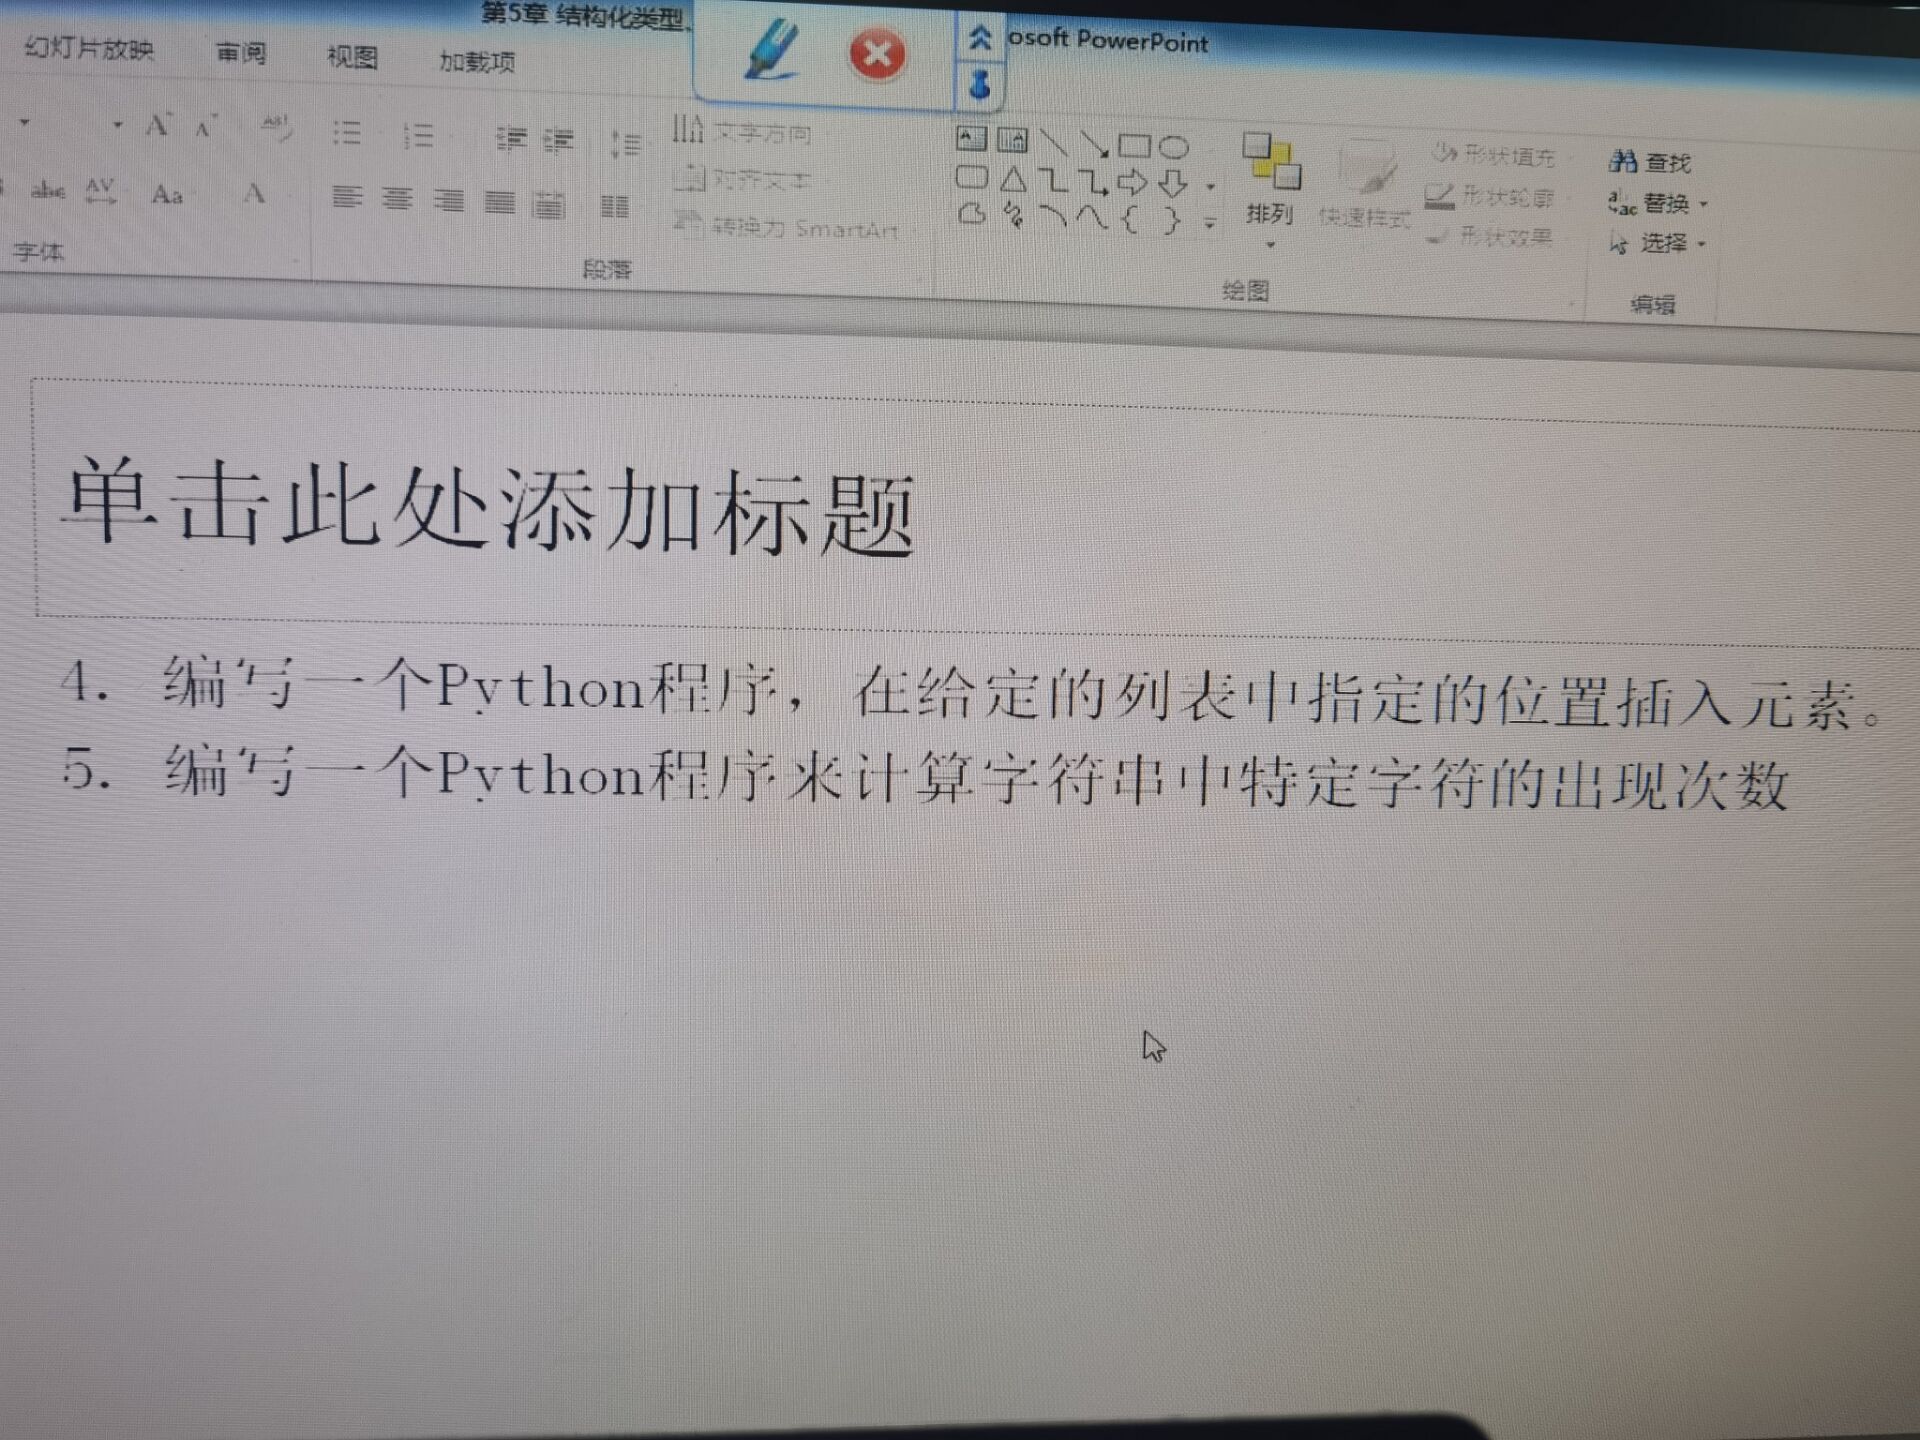 第5章 结构化类型、
osoft PowerPoint
幻灯片放映 审阅 视图 加载项
文字方向
对齐文本
转换为 SmartArt
abc AV Aa A
字体
段落
排列
快速样式
形状填充
形状轮廓
形状效果
绘图
查找
替换
选择
编辑
单击此处添加标题
4. 编写一个Python程序，在给定的列表中指定的位置插入元素。
5. 编写一个Python程序来计算字符串中特定字符的出现次数